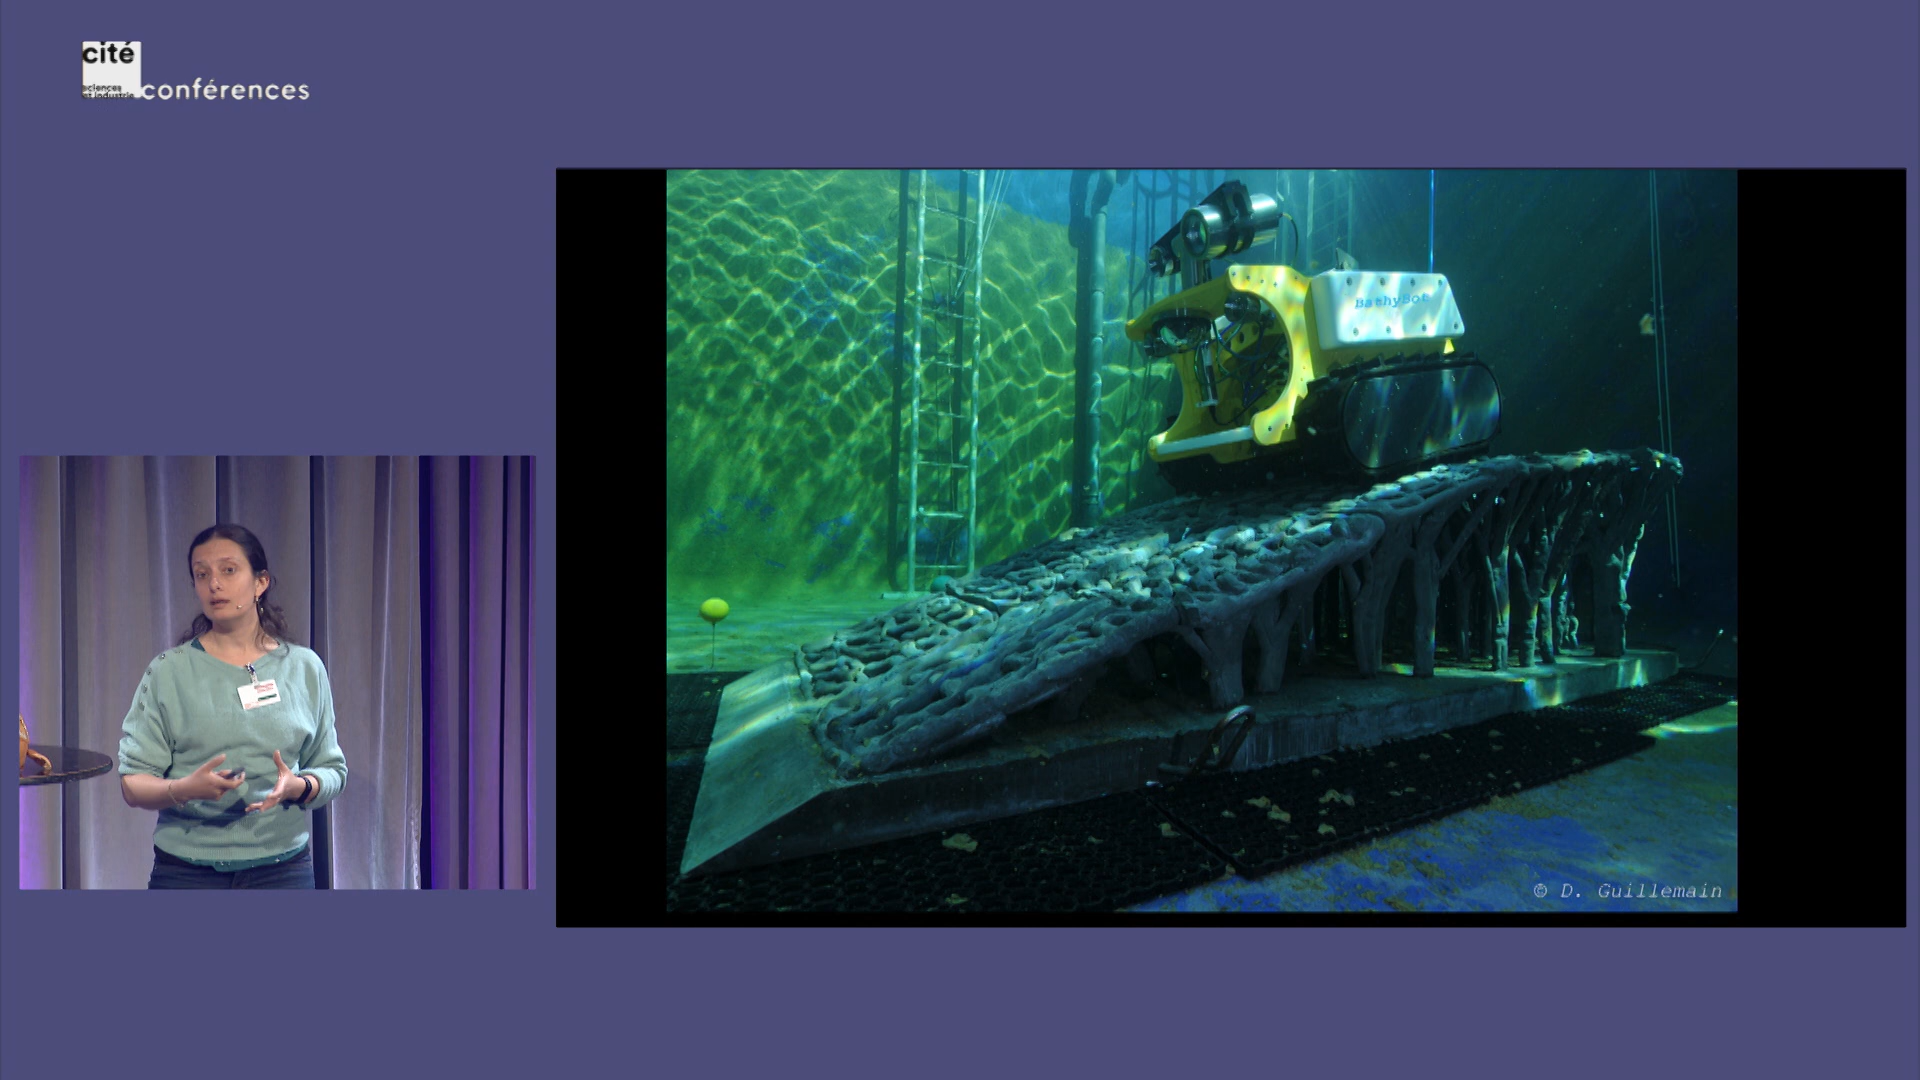 cité
sciences
et industrie
conférences
BathyBot
© D. Guillemain